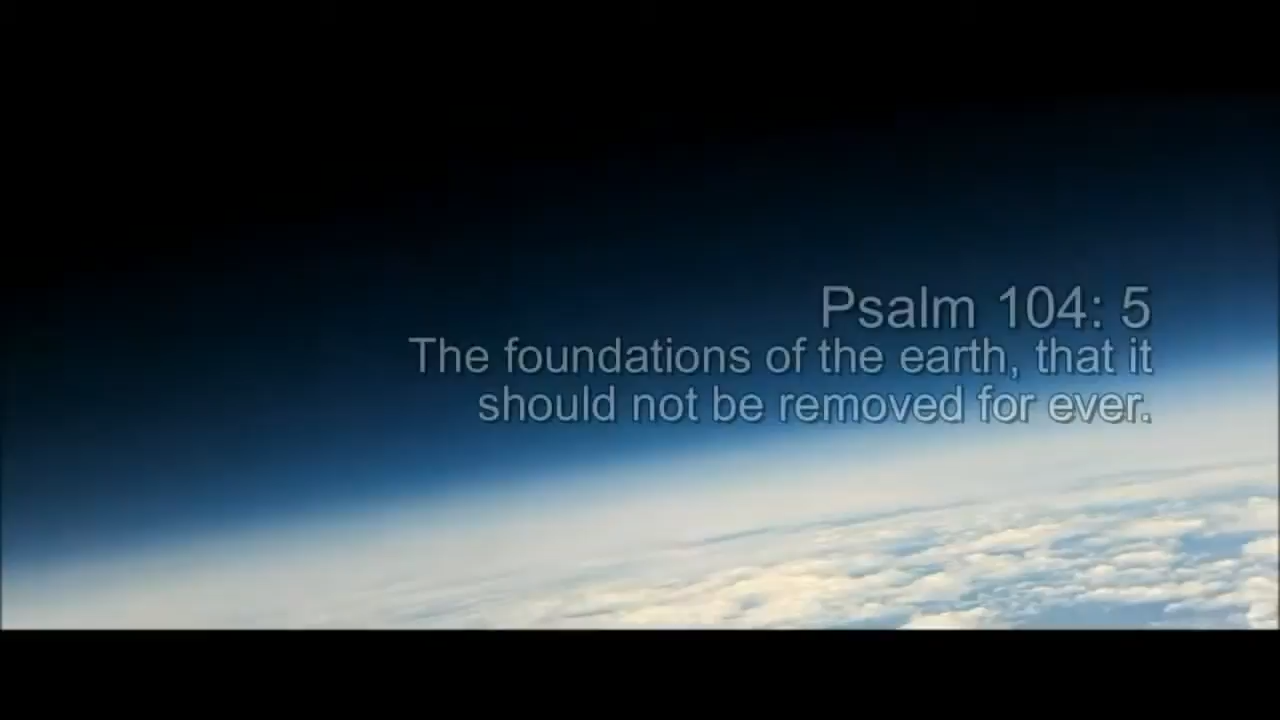 Psalm 104: 5
The foundations of the earth, that it
should not be removed for ever.